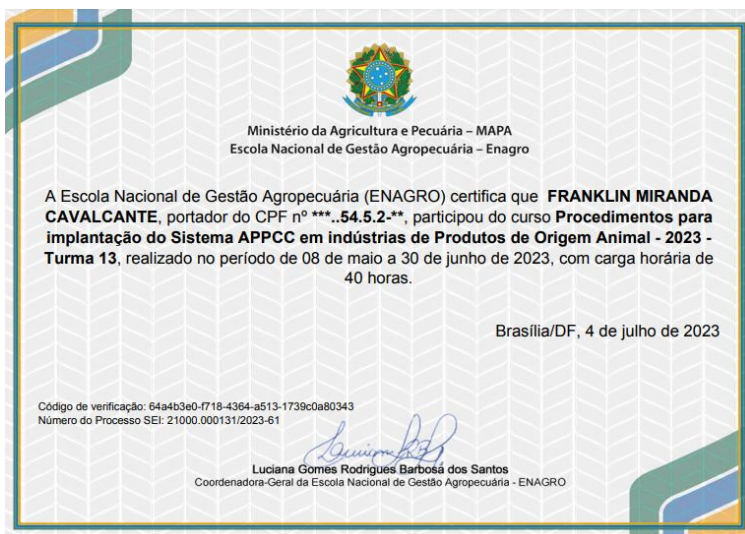 Ministério da Agricultura e Pecuária – MAPA
Escola Nacional de Gestão Agropecuária – Enagro
A Escola Nacional de Gestão Agropecuária (ENAGRO) certifica que FRANKLIN MIRANDA
CAVALCANTE, portador do CPF nº ***..54.5.2-**, participou do curso Procedimentos para
implantação do Sistema APPCC em indústrias de Produtos de Origem Animal - 2023 -
Turma 13, realizado no período de 08 de maio a 30 de junho de 2023, com carga horária de
40 horas.
Brasília/DF, 4 de julho de 2023
Código de verificação: 64a4b3e0-f718-4364-a513-1739c0a80343
Número do Processo SEI: 21000.000131/2023-61
Luciana Gomes Rodrigues Barbosa dos Santos
Coordenadora-Geral da Escola Nacional de Gestão Agropecuária - ENAGRO